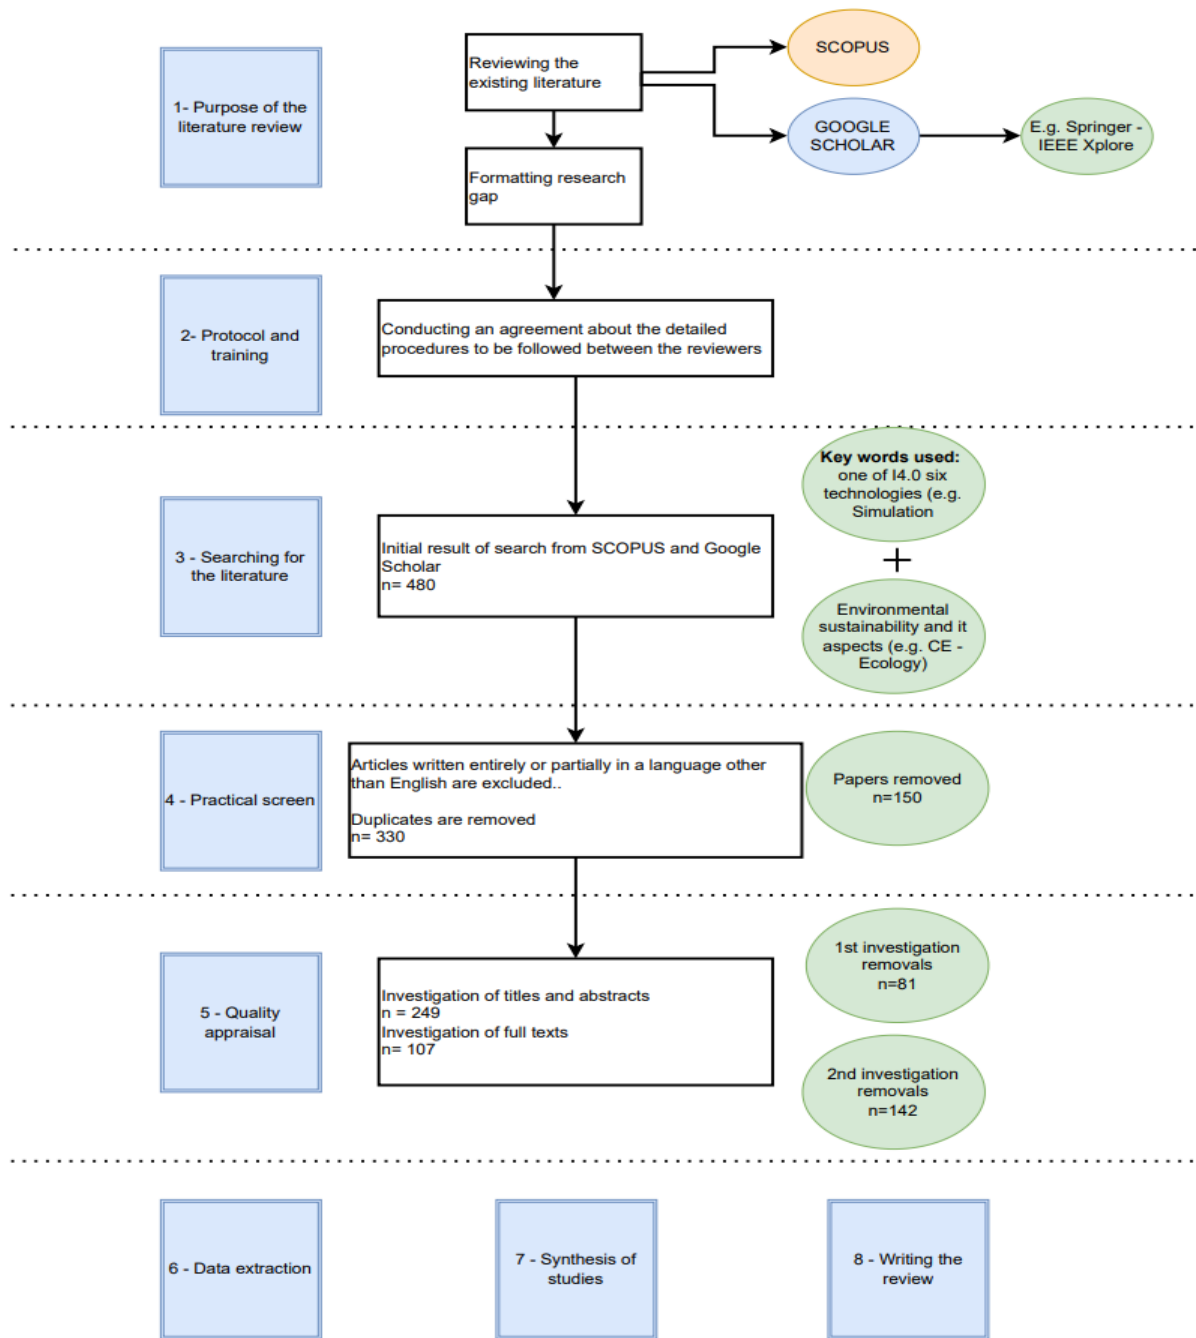 Reviewing the
existing literature
SCOPUS
1- Purpose of the
literature review
GOOGLE
SCHOLAR
E.g. Springer -
IEEE Xplore
Formatting research
gap
2- Protocol and
training
Conducting an agreement about the detailed
procedures to be followed between the reviewers
3 - Searching for
the literature
Initial result of search from SCOPUS and Google
Scholar
n= 480
Key words used:
one of I4.0 six
technologies (e.g.
Simulation
+
Environmental
sustainability and it
aspects (e.g. CE -
Ecology)
4 - Practical screen
Articles written entirely or partially in a language other
than English are excluded..
Duplicates are removed
n= 330
Papers removed
n=150
5 - Quality
appraisal
Investigation of titles and abstracts
n = 249
Investigation of full texts
n= 107
1st investigation
removals
n=81
2nd investigation
removals
n=142
6 - Data extraction
7 - Synthesis of
studies
8 - Writing the
review